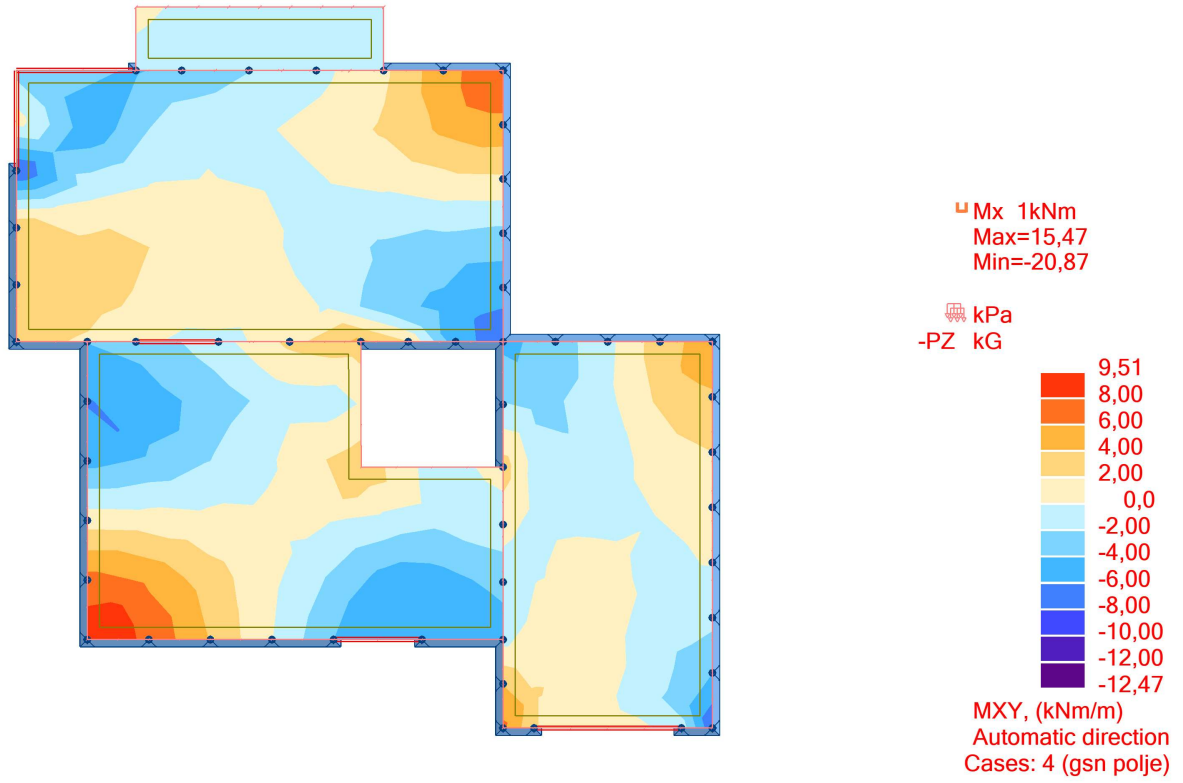 Mx 1kNm
Max=15,47
Min=-20,87
kPa
-PZ kG
9,51
8,00
6,00
4,00
2,00
0,0
-2,00
-4,00
-6,00
-8,00
-10,00
-12,00
-12,47
MXY, (kNm/m)
Automatic direction
Cases: 4 (gsn polje)